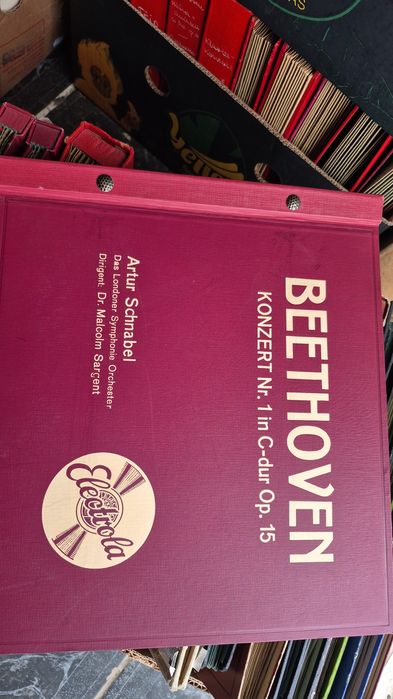 BEETHOVEN
KONZERT Nr. 1 in C-dur Op. 15
Artur Schnabel
Das Londoner Symphonie Orchester
Dirigent: Dr. Malcolm Sargent
Electrola